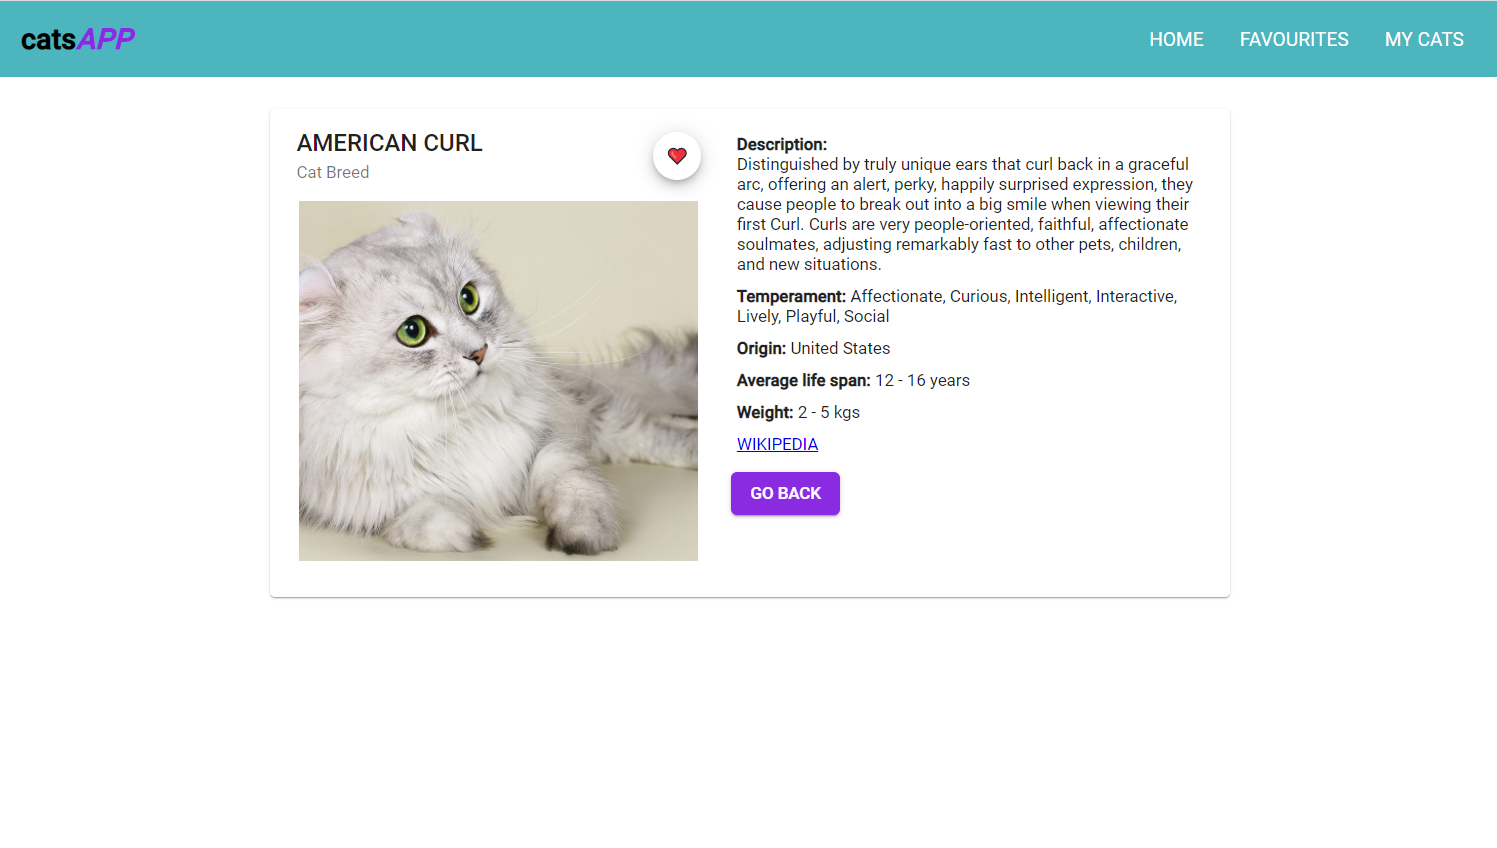 catsAPP
HOME FAVOURITES MY CATS
AMERICAN CURL
Cat Breed
Description:
Distinguished by truly unique ears that curl back in a graceful
arc, offering an alert, perky, happily surprised expression, they
cause people to break out into a big smile when viewing their
first Curl. Curls are very people-oriented, faithful, affectionate
soulmates, adjusting remarkably fast to other pets, children,
and new situations.
Temperament: Affectionate, Curious, Intelligent, Interactive,
Lively, Playful, Social
Origin: United States
Average life span: 12 - 16 years
Weight: 2 - 5 kgs
WIKIPEDIA
GO BACK